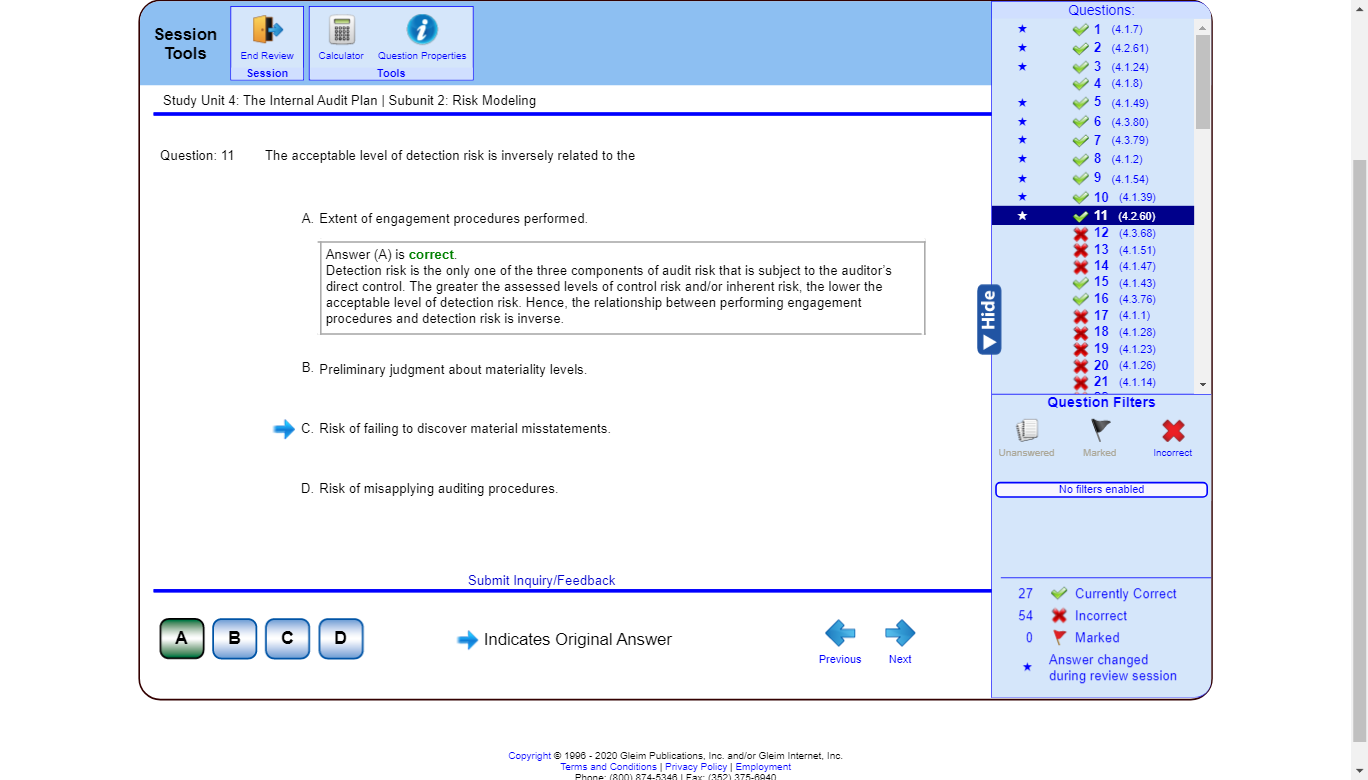 Session Tools
End Review
Session
Calculator
Question Properties
Tools
Study Unit 4: The Internal Audit Plan | Subunit 2: Risk Modeling
Question: 11 The acceptable level of detection risk is inversely related to the
A. Extent of engagement procedures performed.
Answer (A) is correct.
Detection risk is the only one of the three components of audit risk that is subject to the auditor's
direct control. The greater the assessed levels of control risk and/or inherent risk, the lower the
acceptable level of detection risk. Hence, the relationship between performing engagement
procedures and detection risk is inverse.
B. Preliminary judgment about materiality levels.
C. Risk of failing to discover material misstatements.
D. Risk of misapplying auditing procedures.
Submit Inquiry/Feedback
A B C D
Indicates Original Answer
Previous
Next
Hide
Questions:
1 (4.1.7)
2 (4.2.61)
3 (4.1.24)
4 (4.1.8)
5 (4.1.49)
6 (4.3.80)
7 (4.3.79)
8 (4.1.2)
9 (4.1.54)
10 (4.1.39)
11 (4.2.60)
12 (4.3.68)
13 (4.1.51)
14 (4.1.47)
15 (4.1.43)
16 (4.3.76)
17 (4.1.1)
18 (4.1.28)
19 (4.1.23)
20 (4.1.26)
21 (4.1.14)
Question Filters
Unanswered
Marked
Incorrect
No filters enabled
27 Currently Correct
54 Incorrect
0 Marked
Answer changed
during review session
Copyright © 1996 - 2020 Gleim Publications, Inc. and/or Gleim Internet, Inc.
Terms and Conditions | Privacy Policy | Employment
Phone: (800) 874-5346 | Fax: (352) 375-6940